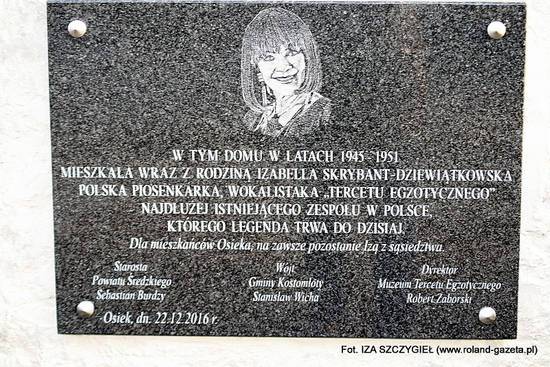 W TYM DOMU W LATACH 1945 - 1951
MIESZKAŁA WRAZ Z RODZINĄ IZABELLA SKRYBANT-DZIEWIĄTKOWSKA
POLSKA PIOSENKARKA, WOKALISTAKA „TERCETU EGZOTYCZNEGO”
NAJDŁUŻEJ ISTNIEJĄCEGO ZESPOŁU W POLSCE,
KTÓREGO LEGENDA TRWA DO DZISIAJ.
Dla mieszkańców Osieka, na zawsze pozostanie Izą z sąsiedztwa.
Starosta Wójt Dyrektor
Powiatu Średzkiego Gminy Kostomłoty Muzeum Tercetu Egzotycznego
Sebastian Burdzy Stanisław Wicha Robert Zaborski
Osiek, dn. 22.12.2016 r.
Fot. IZA SZCZYGIEŁ (www.roland-gazeta.pl)